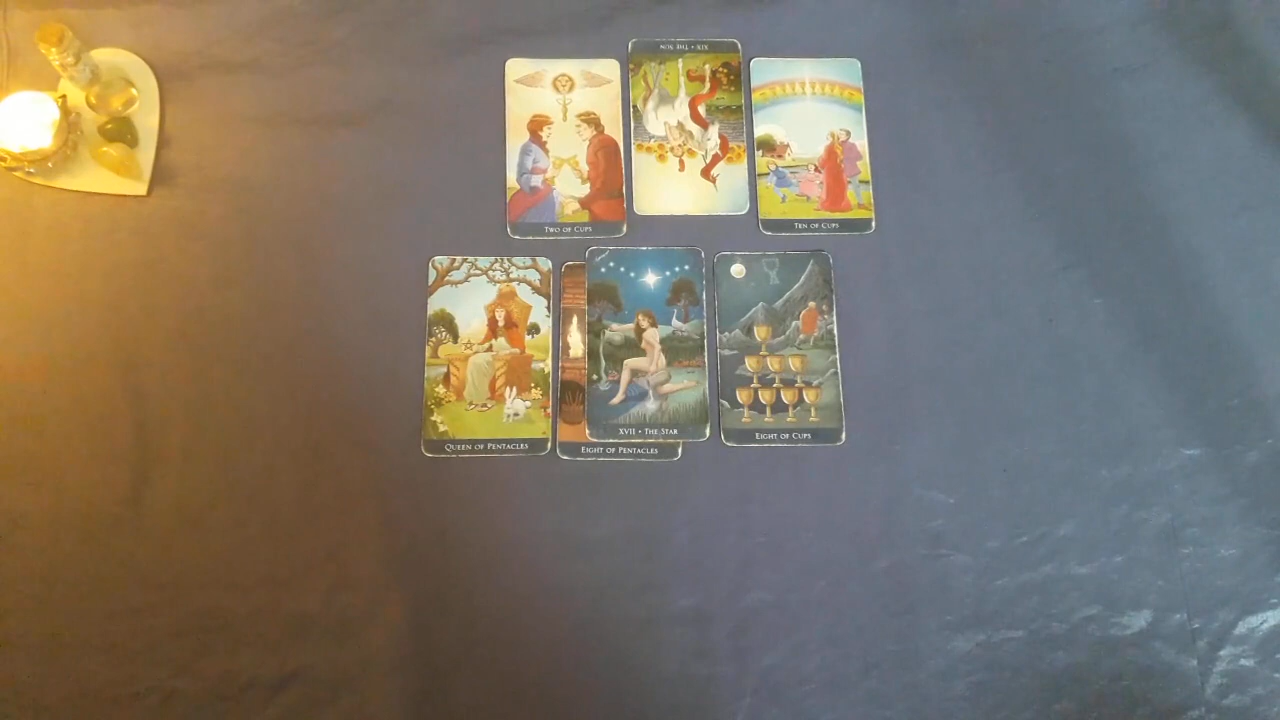 XIX • THE SUN
TWO OF CUPS
TEN OF CUPS
QUEEN OF PENTACLES
EIGHT OF PENTACLES
XVII • THE STAR
EIGHT OF CUPS